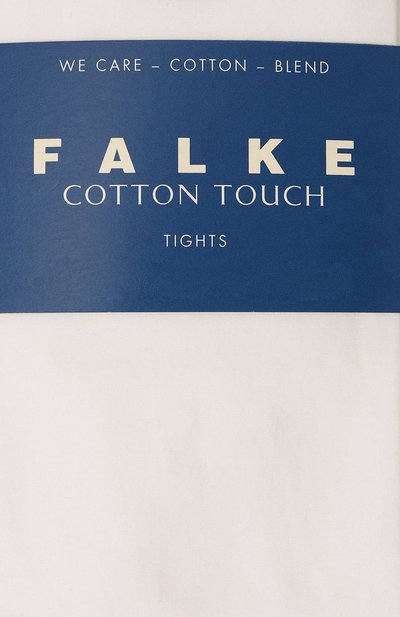 WE CARE – COTTON – BLEND
FALKE
COTTON TOUCH
TIGHTS